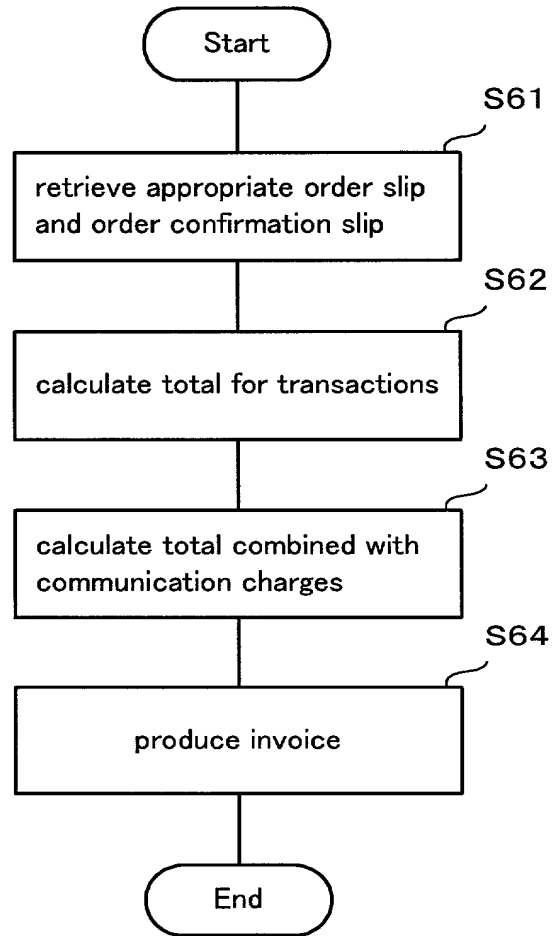 Start
S61
retrieve appropriate order slip
and order confirmation slip
S62
calculate total for transactions
S63
calculate total combined with
communication charges
S64
produce invoice
End